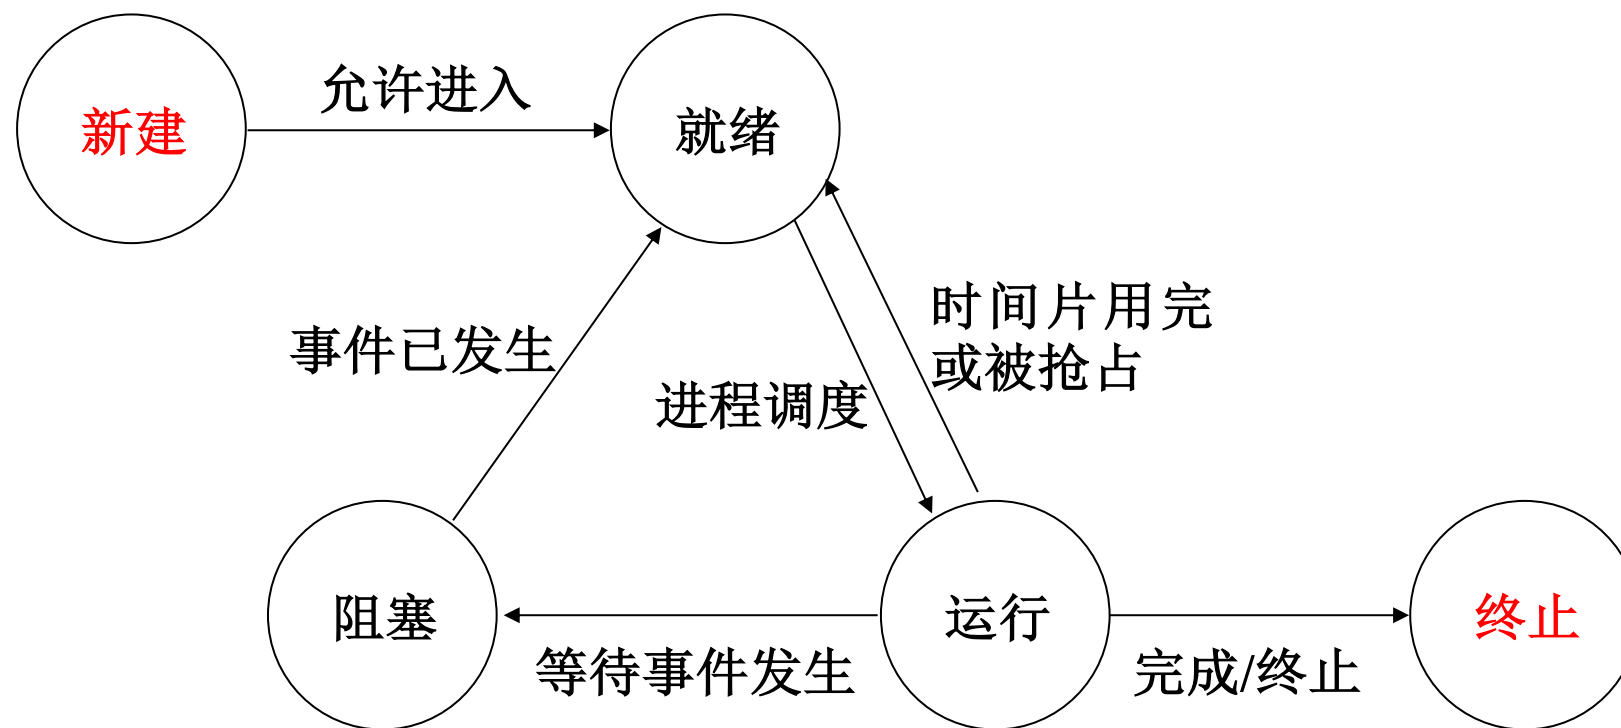 允许进入
新建
就绪
时间片用完
或被抢占
事件已发生
进程调度
阻塞
运行
终止
等待事件发生
完成/终止